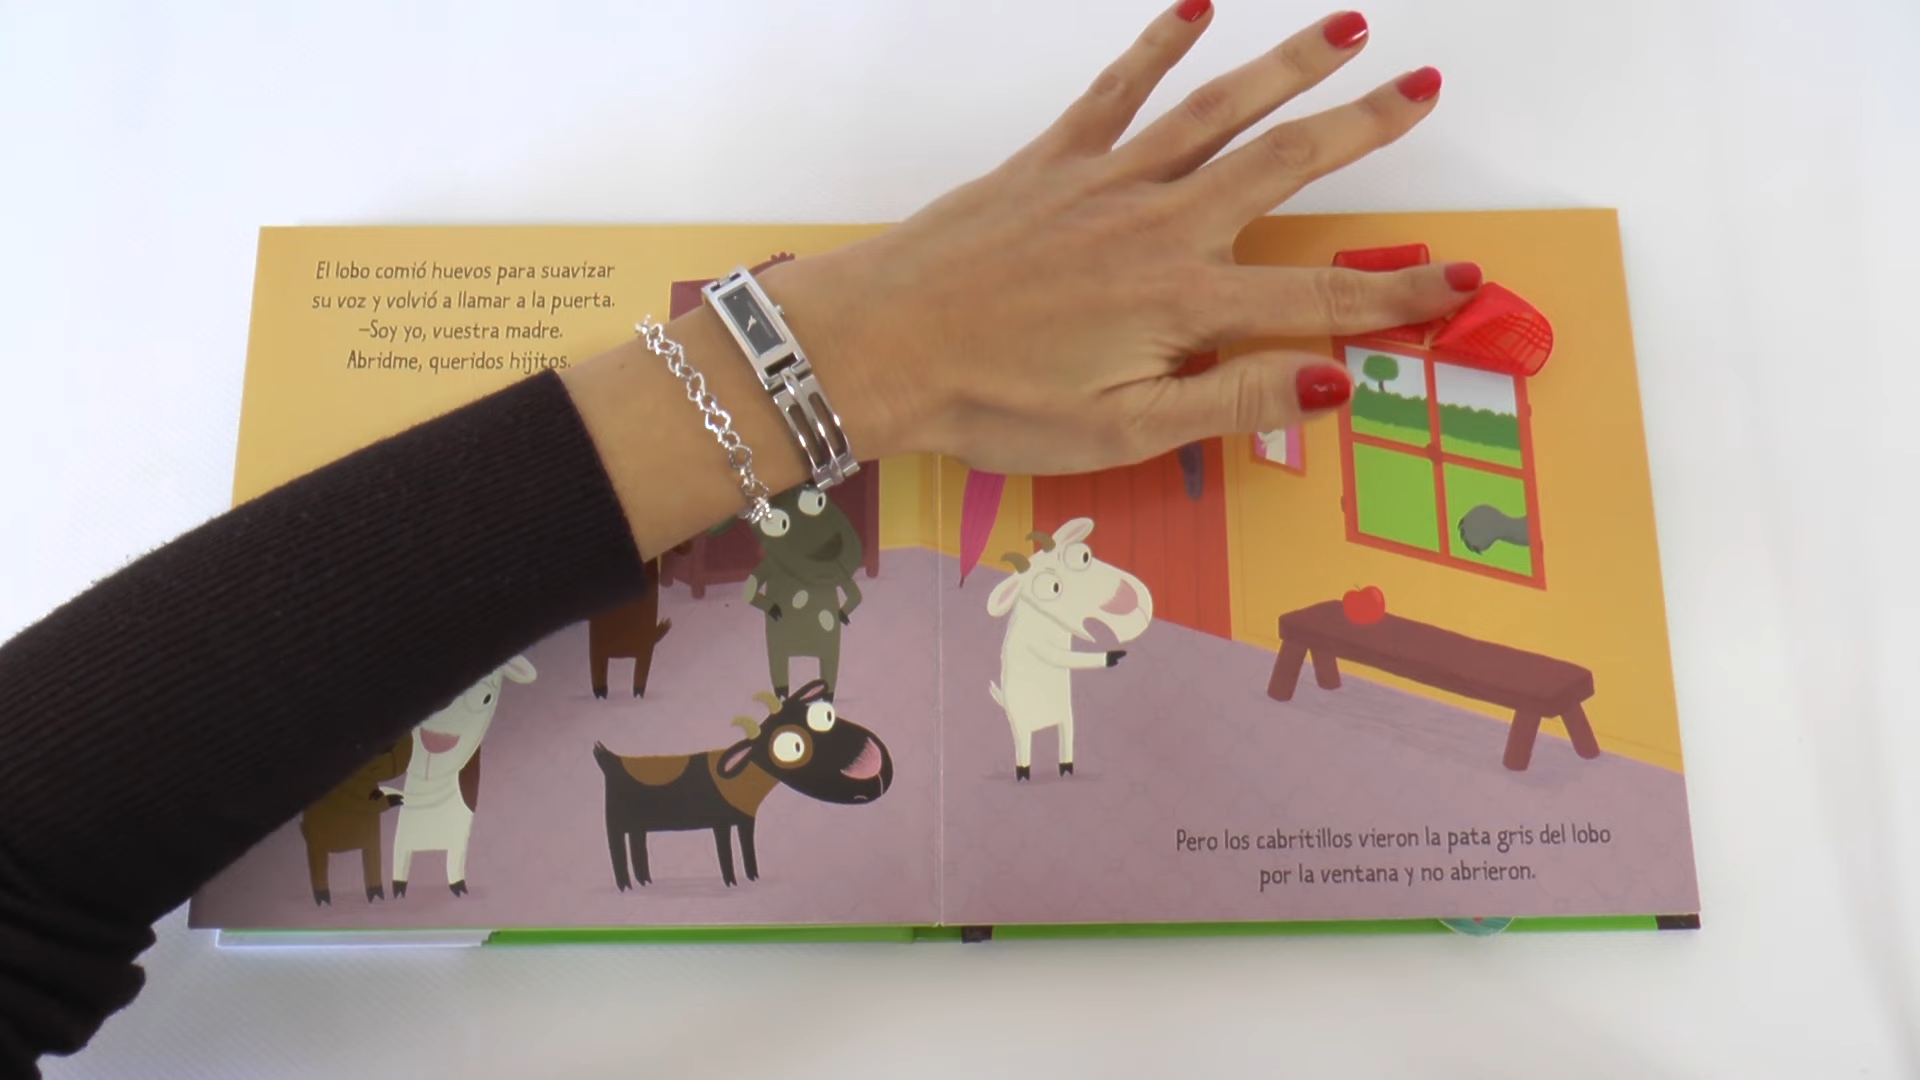 El lobo comió huevos para suavizar
su voz y volvió a llamar a la puerta.
–Soy yo, vuestra madre.
Abridme, queridos hijitos.
Pero los cabritillos vieron la pata gris del lobo
por la ventana y no abrieron.